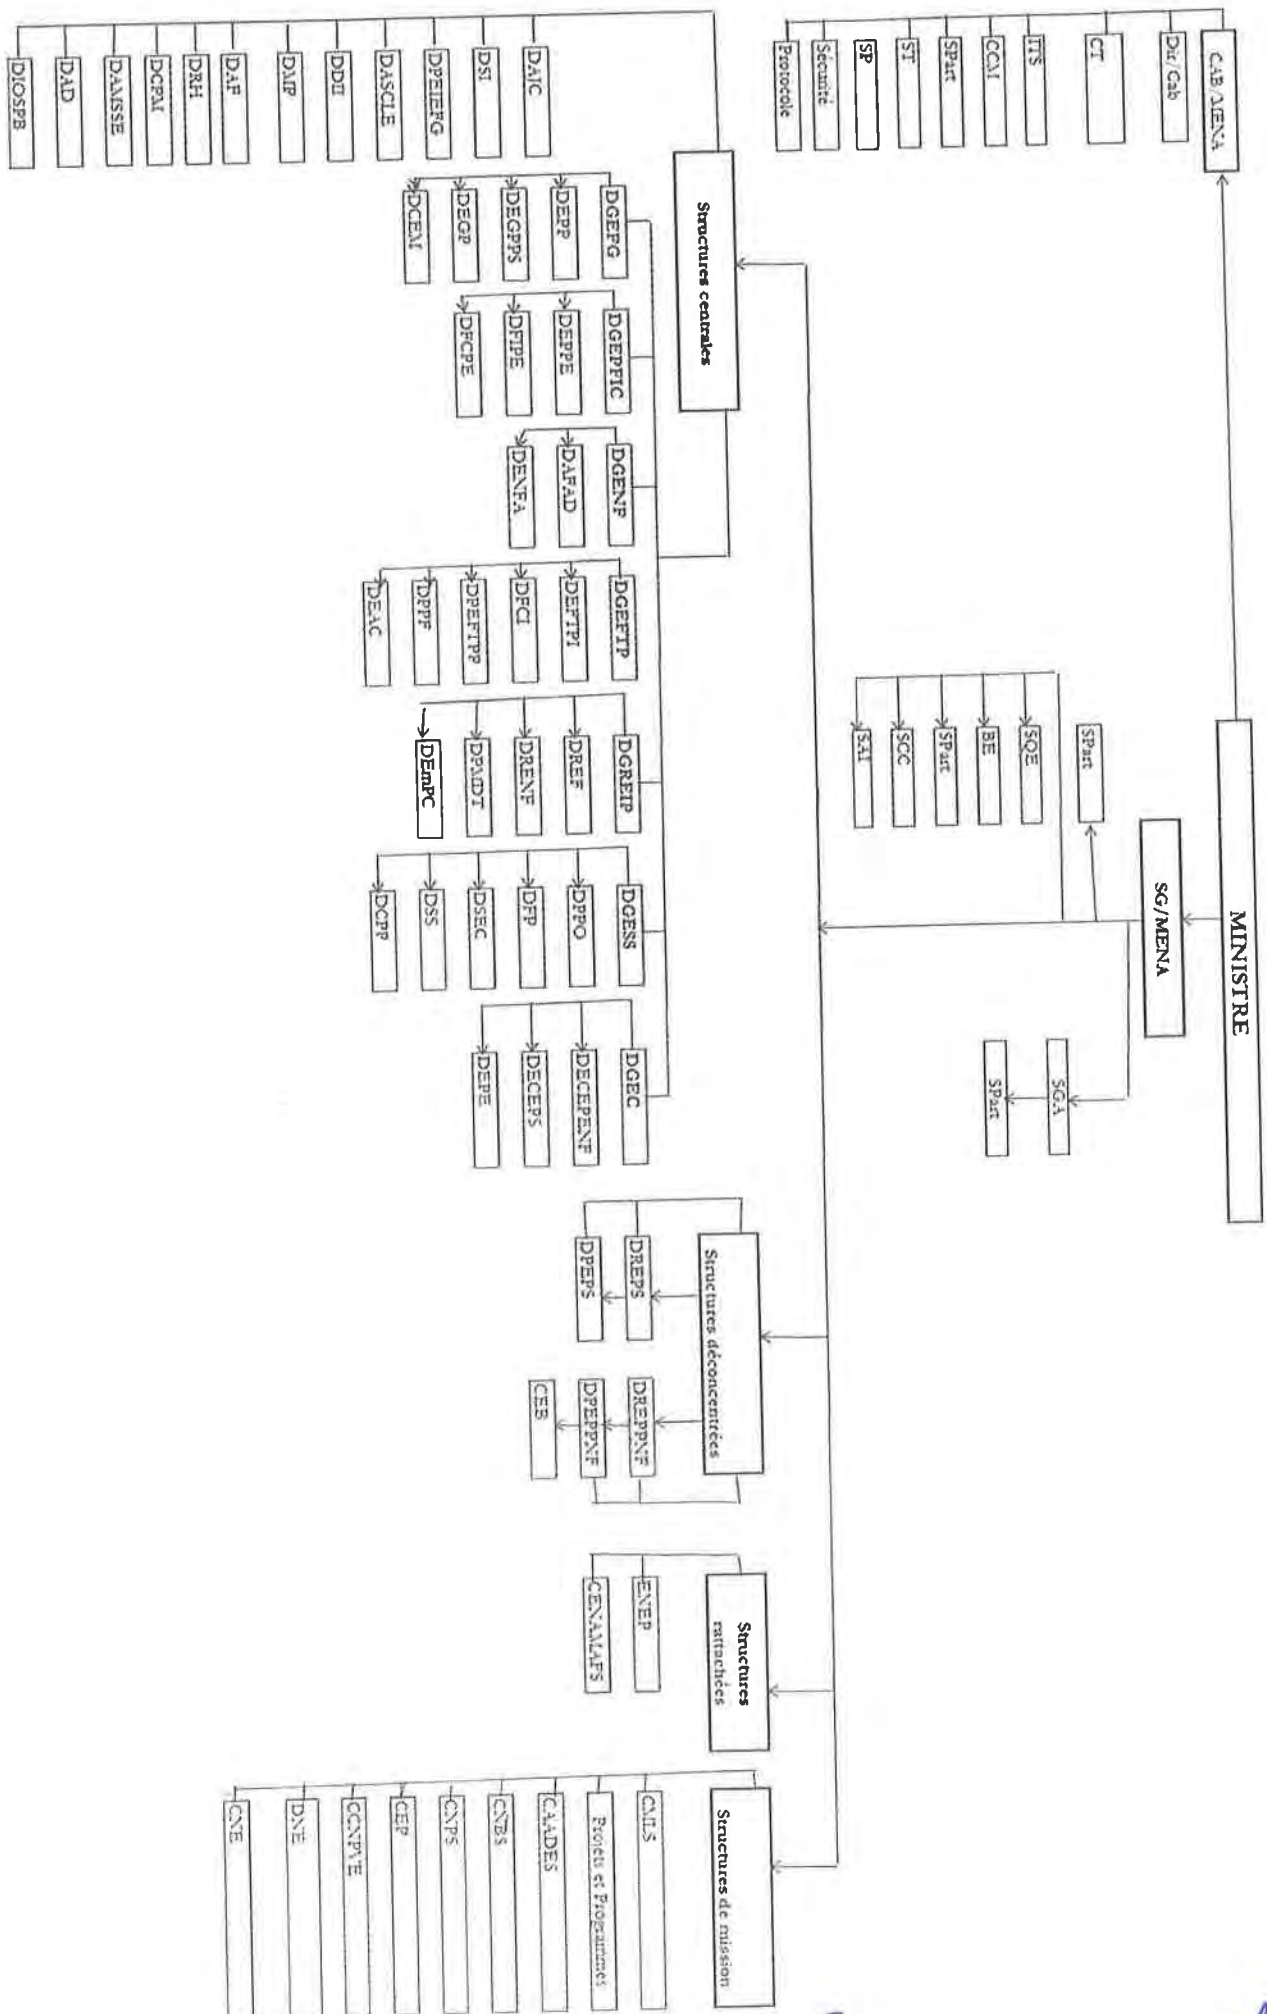 MINISTRE
CAB/MENA
Dir/Cab
CT
ITS
CCM
SPart
ST
SP
Sécurité
Protocole
SG/MENA
SPart
SQE
BE
SPart
SCC
SAI
SGA
SPart
Structures centrales
DAJC
DSI
DPEIEFG
DASCLE
DDII
DMP
DAF
DRH
DCPM
DAMSSE
DAD
DIOSPB
DGEFG
DEPP
DEGPPS
DEGP
DCEM
DGEPFIC
DEPPE
DFIPE
DFCPE
DGENF
DAFAD
DENFA
DGEFTP
DEFTPI
DFCI
DPEFTPP
DPPF
DEAC
DGREIP
DREF
DRENF
DPMDT
DEmPC
DGESS
DPPO
DFP
DSEC
DSS
DCPP
DGEC
DECEPENF
DECEPS
DEPE
Structures déconcentrées
DREPS
DPEPS
DREPPNF
DPEPPNF
CEB
Structures
rattachées
ENEP
CENAMAFS
Structures de mission
CMLS
Projets et Programmes
CAADES
CNBS
CNPS
CEP
CCNPVE
DNE
CNE